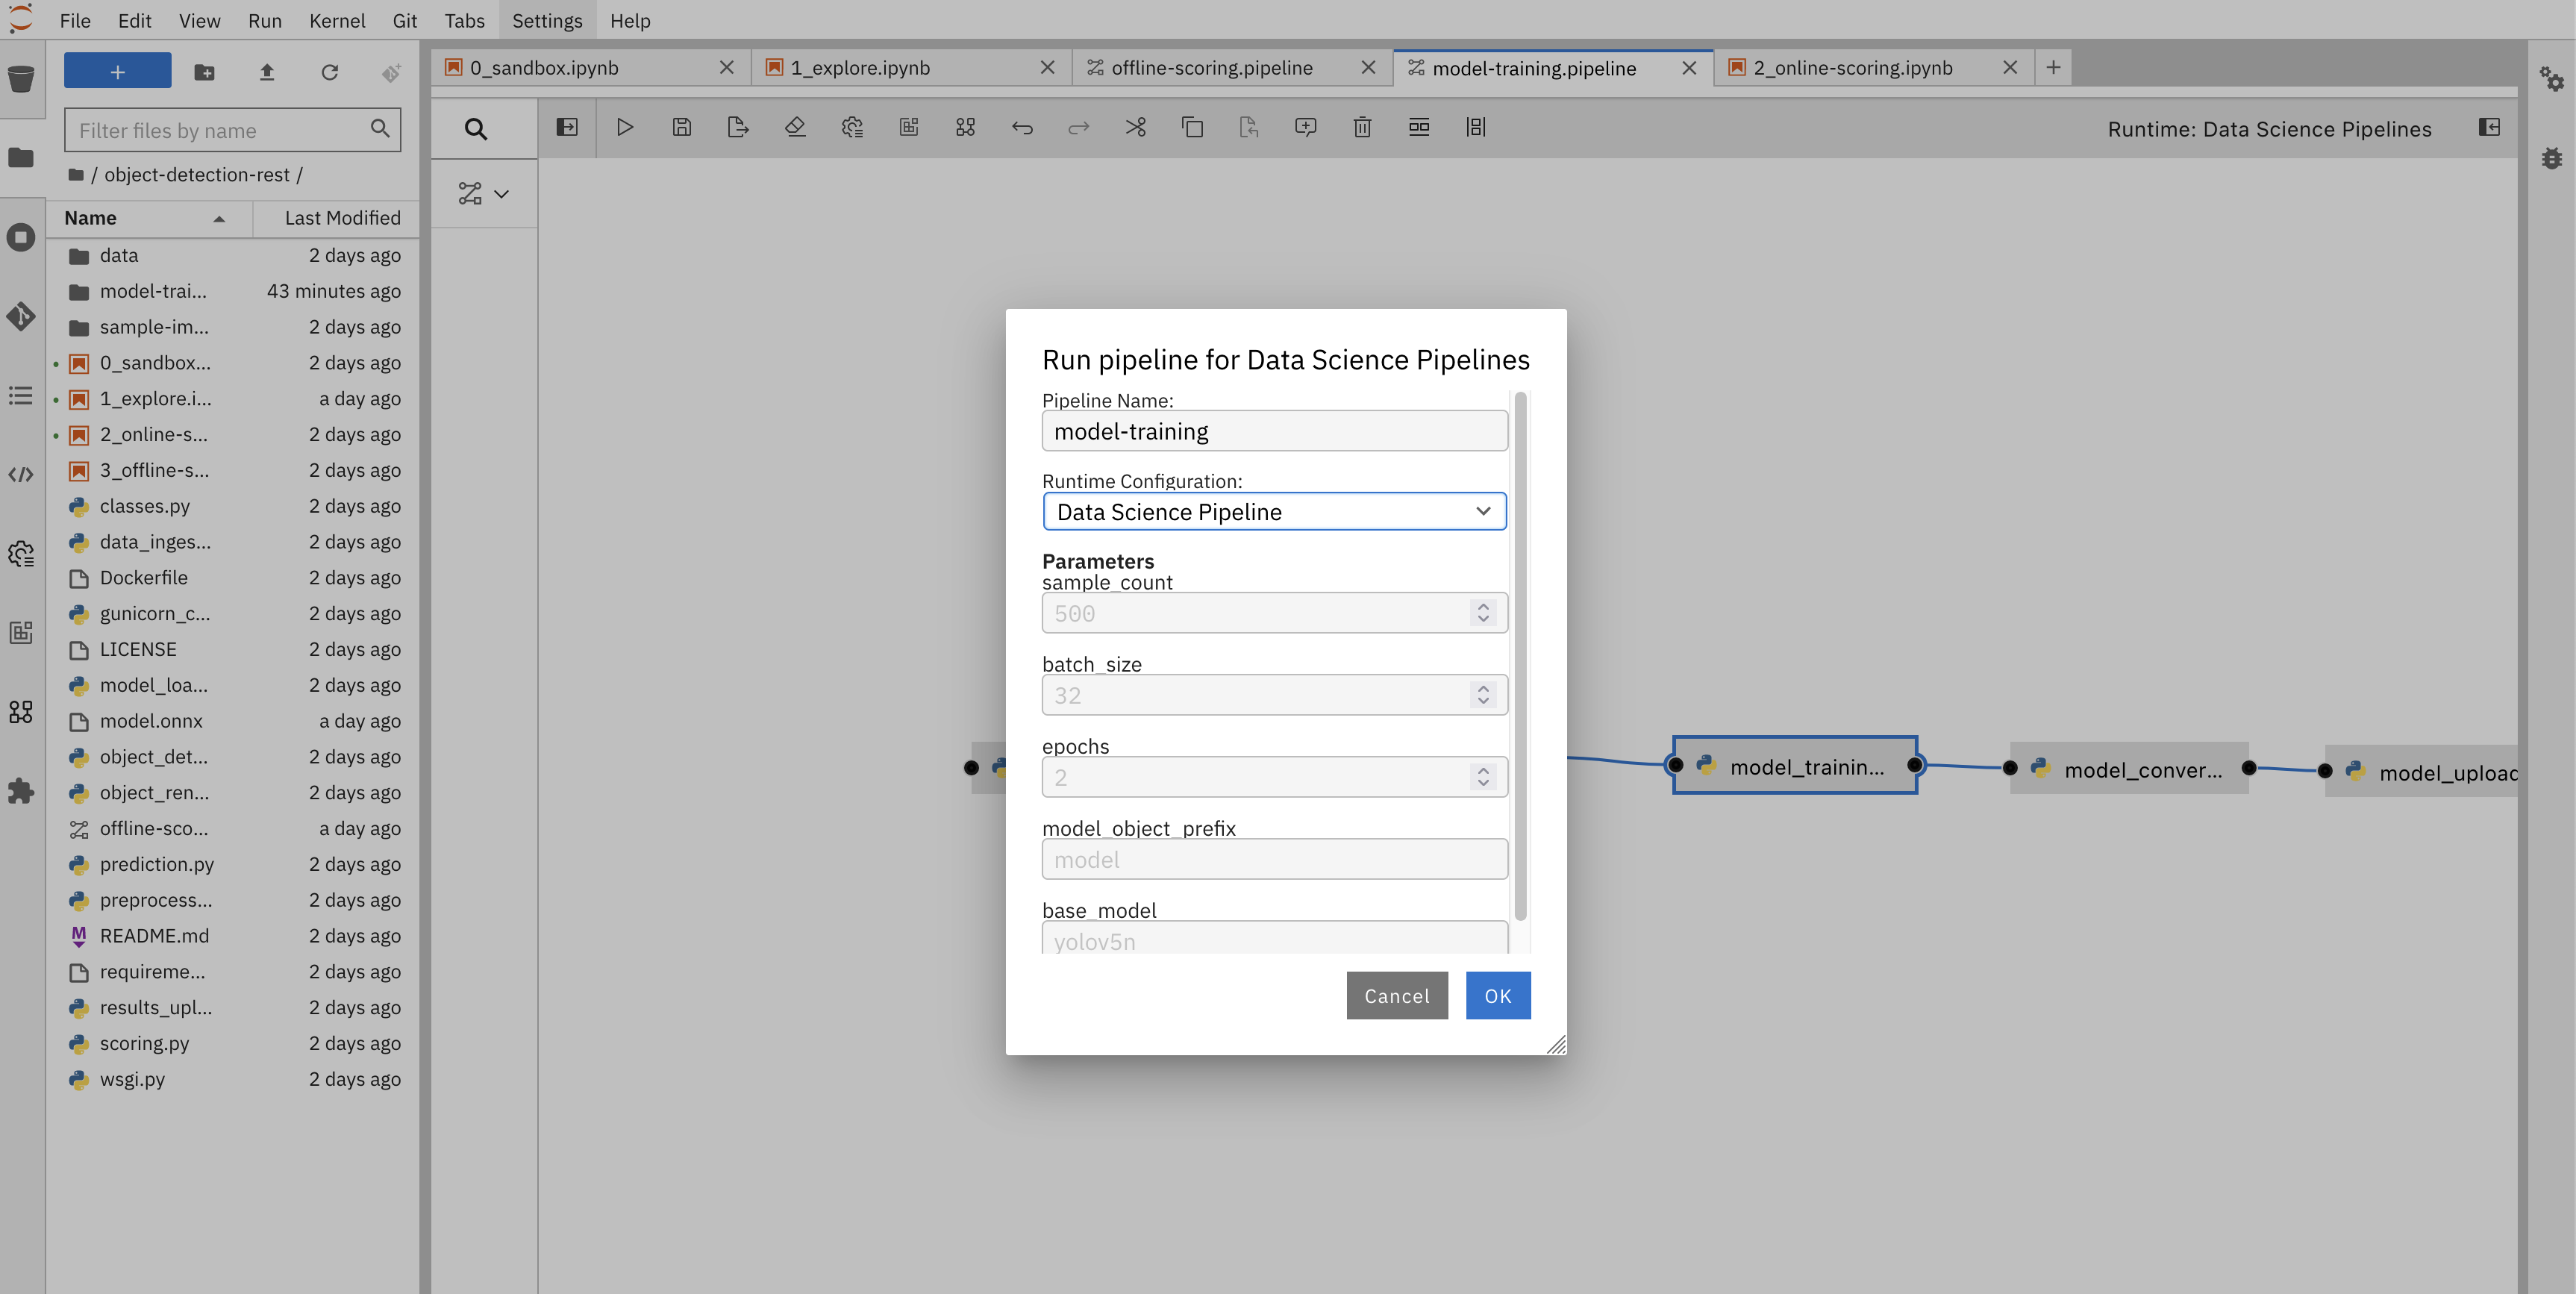 File Edit View Run Kernel Git Tabs Settings Help
0_sandbox.ipynb
1_explore.ipynb
offline-scoring.pipeline
model-training.pipeline
2_online-scoring.ipynb
Filter files by name
/ object-detection-rest /
Name Last Modified
data 2 days ago
model-trai... 43 minutes ago
sample-im... 2 days ago
0_sandbox... 2 days ago
1_explore.i... a day ago
2_online-s... 2 days ago
3_offline-s... 2 days ago
classes.py 2 days ago
data_inges... 2 days ago
Dockerfile 2 days ago
gunicorn_c... 2 days ago
LICENSE 2 days ago
model_loa... 2 days ago
model.onnx a day ago
object_det... 2 days ago
object_ren... 2 days ago
offline-sco... a day ago
prediction.py 2 days ago
preprocess... 2 days ago
README.md 2 days ago
requireme... 2 days ago
results_upl... 2 days ago
scoring.py 2 days ago
wsgi.py 2 days ago
Runtime: Data Science Pipelines
Run pipeline for Data Science Pipelines
Pipeline Name:
model-training
Runtime Configuration:
Data Science Pipeline
Parameters
sample_count
500
batch_size
32
epochs
2
model_object_prefix
model
base_model
yolov5n
Cancel
OK
model_trainin...
model_conver...
model_upload